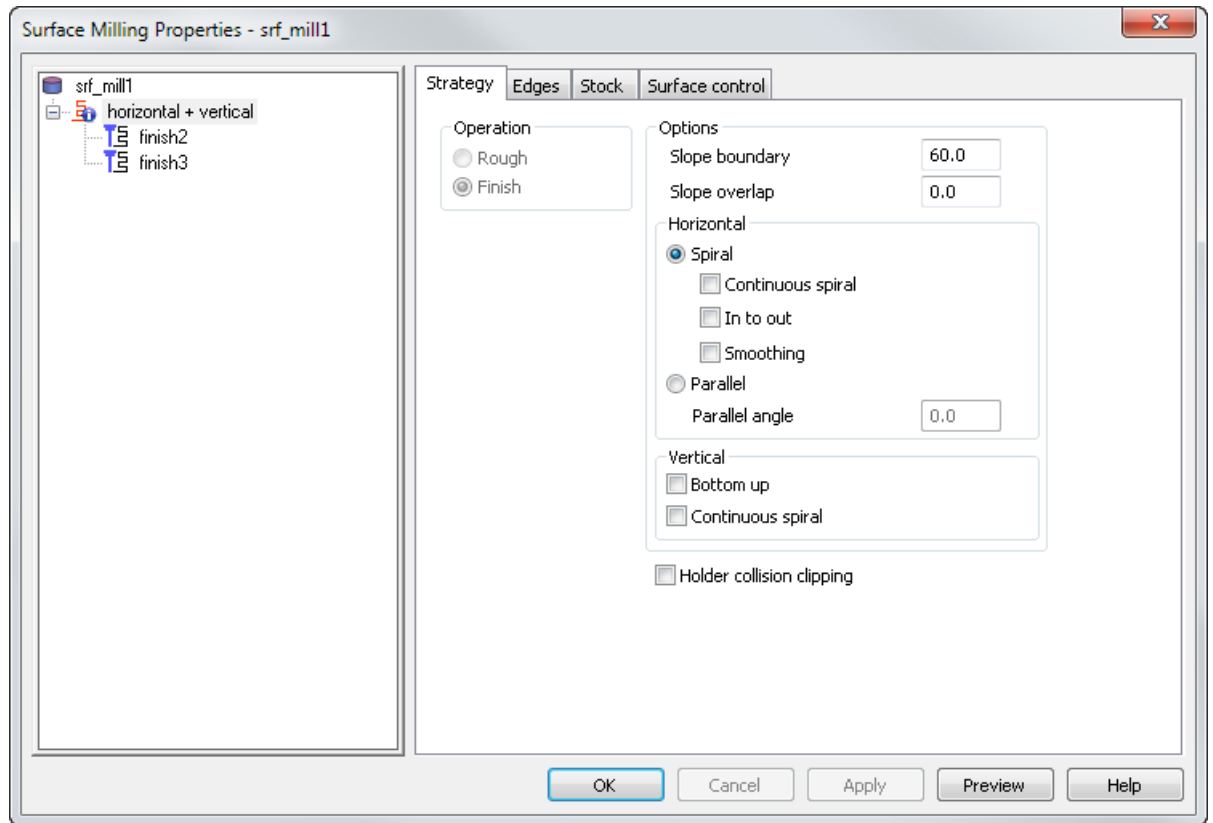 Surface Milling Properties - srf_mill1
srf_mill1
horizontal + vertical
finish2
finish3
Strategy Edges Stock Surface control
Operation
Rough
Finish
Options
Slope boundary 60.0
Slope overlap 0.0
Horizontal
Spiral
Continuous spiral
In to out
Smoothing
Parallel
Parallel angle 0.0
Vertical
Bottom up
Continuous spiral
Holder collision clipping
OK Cancel Apply Preview Help